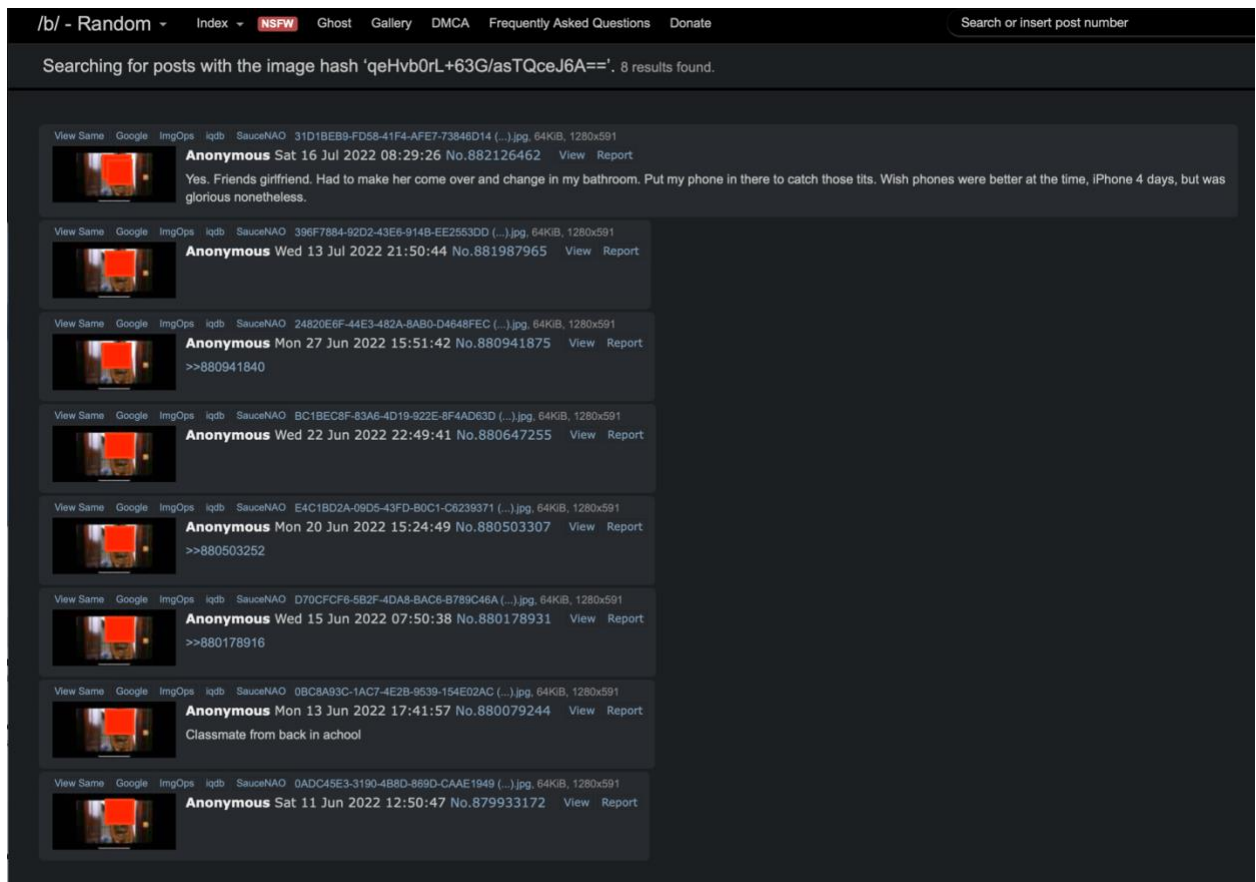 /b/ - Random Index NSFW Ghost Gallery DMCA Frequently Asked Questions Donate Search or insert post number
Searching for posts with the image hash ‘qeHvb0rL+63G/asTQceJ6A==’. 8 results found.
View Same Google ImgOps iqdb SauceNAO 31D1BEB9-FD58-41F4-AFE7-73846D14 (...).jpg, 64KiB, 1280x591
Anonymous Sat 16 Jul 2022 08:29:26 No.882126462 View Report
Yes. Friends girlfriend. Had to make her come over and change in my bathroom. Put my phone in there to catch those tits. Wish phones were better at the time, iPhone 4 days, but was
glorious nonetheless.
View Same Google ImgOps iqdb SauceNAO 396F7884-92D2-43E6-914B-EE2553DD (...).jpg, 64KiB, 1280x591
Anonymous Wed 13 Jul 2022 21:50:44 No.881987965 View Report
View Same Google ImgOps iqdb SauceNAO 24820E6F-44E3-482A-8AB0-D4648FEC (...).jpg, 64KiB, 1280x591
Anonymous Mon 27 Jun 2022 15:51:42 No.880941875 View Report
>>880941840
View Same Google ImgOps iqdb SauceNAO BC1BEC8F-83A6-4D19-922E-8F4AD63D (...).jpg, 64KiB, 1280x591
Anonymous Wed 22 Jun 2022 22:49:41 No.880647255 View Report
View Same Google ImgOps iqdb SauceNAO E4C1BD2A-09D5-43FD-B0C1-C6239371 (...).jpg, 64KiB, 1280x591
Anonymous Mon 20 Jun 2022 15:24:49 No.880503307 View Report
>>880503252
View Same Google ImgOps iqdb SauceNAO D70CFCF6-5B2F-4DA8-BAC6-B789C46A (...).jpg, 64KiB, 1280x591
Anonymous Wed 15 Jun 2022 07:50:38 No.880178931 View Report
>>880178916
View Same Google ImgOps iqdb SauceNAO 0BC8A93C-1AC7-4E2B-9539-154E02AC (...).jpg, 64KiB, 1280x591
Anonymous Mon 13 Jun 2022 17:41:57 No.880079244 View Report
Classmate from back in achool
View Same Google ImgOps iqdb SauceNAO 0ADC45E3-3190-4B8D-869D-CAAE1949 (...).jpg, 64KiB, 1280x591
Anonymous Sat 11 Jun 2022 12:50:47 No.879933172 View Report